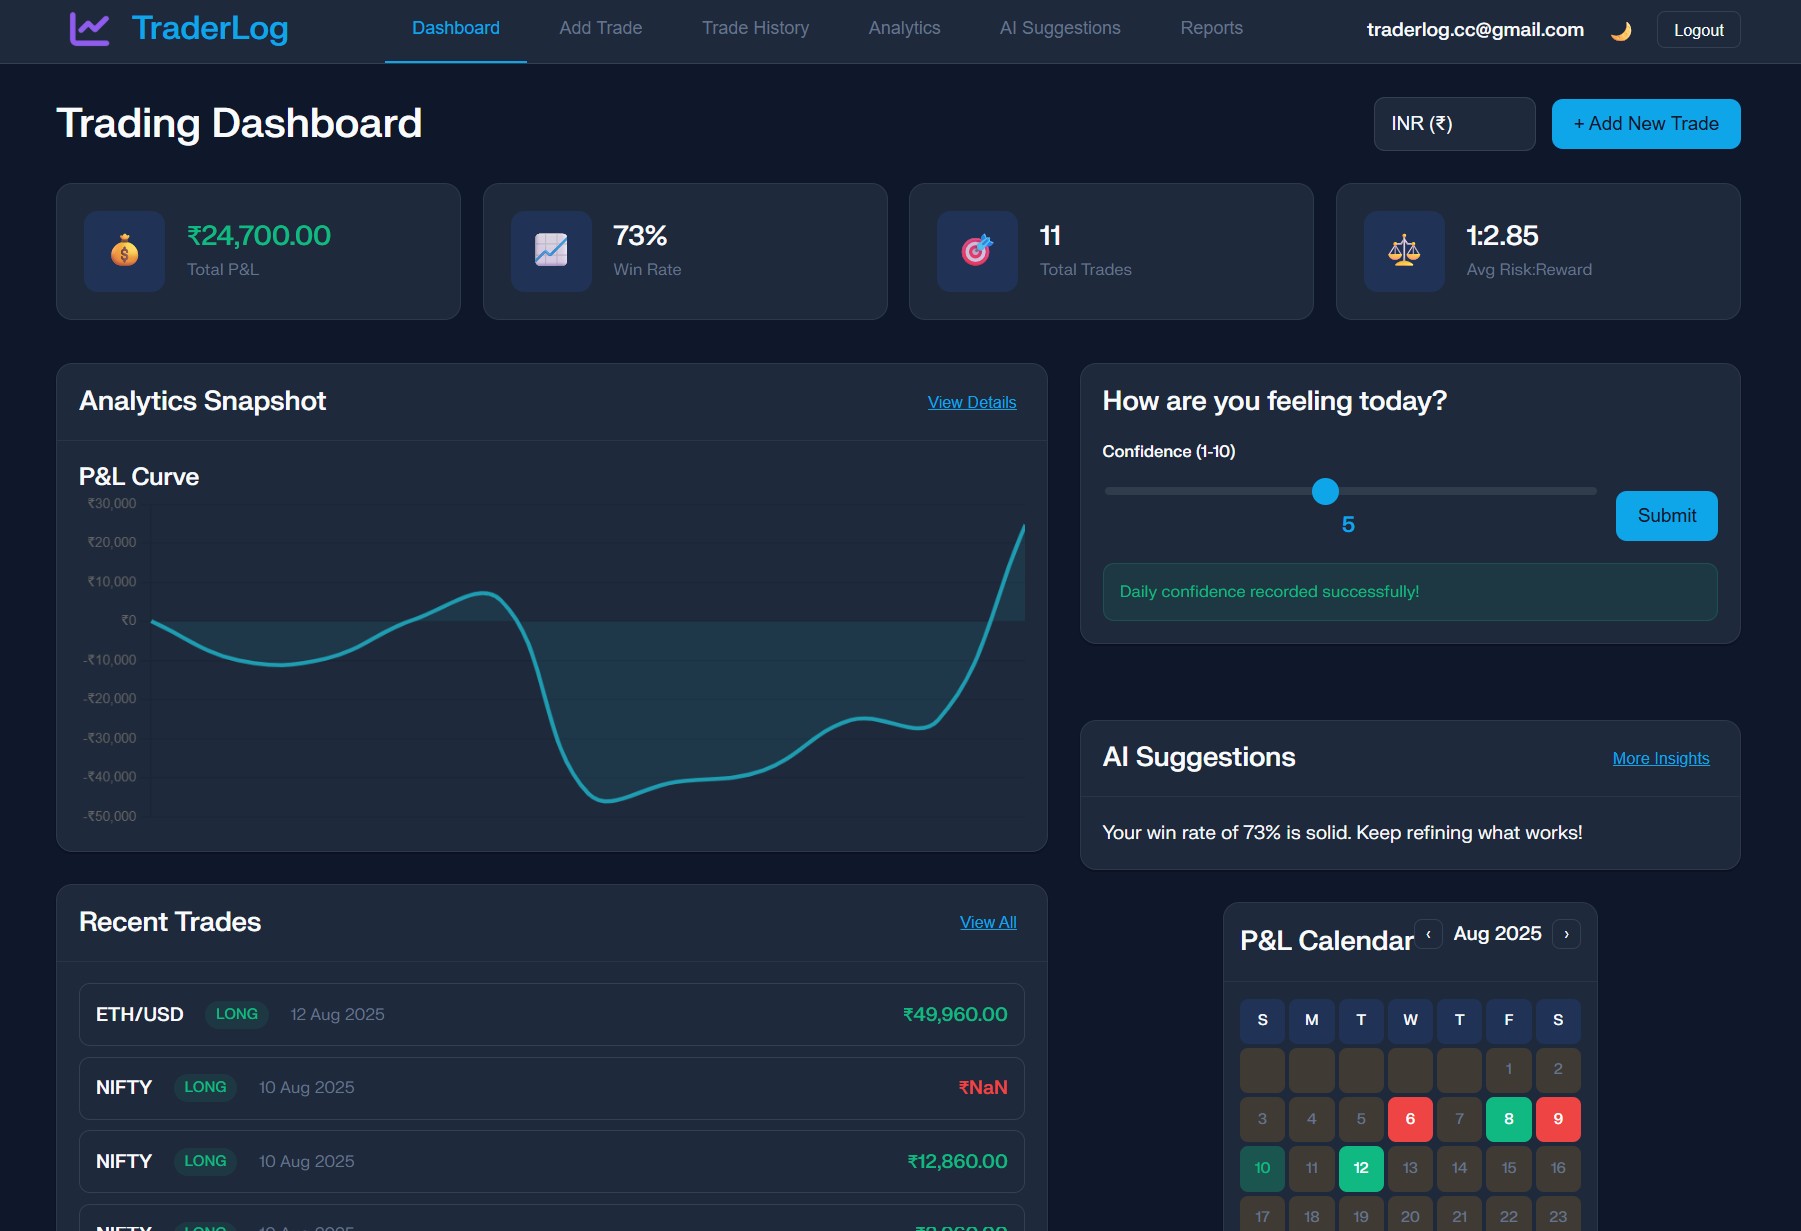 TraderLog
Dashboard
Add Trade
Trade History
Analytics
AI Suggestions
Reports
traderlog.cc@gmail.com
Logout
Trading Dashboard
INR (₹)
+ Add New Trade
₹24,700.00
Total P&L
73%
Win Rate
11
Total Trades
1:2.85
Avg Risk:Reward
Analytics Snapshot
View Details
P&L Curve
₹30,000
₹20,000
₹10,000
₹0
-₹10,000
-₹20,000
-₹30,000
-₹40,000
-₹50,000
How are you feeling today?
Confidence (1-10)
5
Submit
Daily confidence recorded successfully!
AI Suggestions
More Insights
Your win rate of 73% is solid. Keep refining what works!
Recent Trades
View All
ETH/USD LONG 12 Aug 2025 ₹49,960.00
NIFTY LONG 10 Aug 2025 ₹NaN
NIFTY LONG 10 Aug 2025 ₹12,860.00
NIFTY LONG
P&L Calendar ‹ Aug 2025 ›
S M T W T F S
1 2
3 4 5 6 7 8 9
10 11 12 13 14 15 16
17 18 19 20 21 22 23